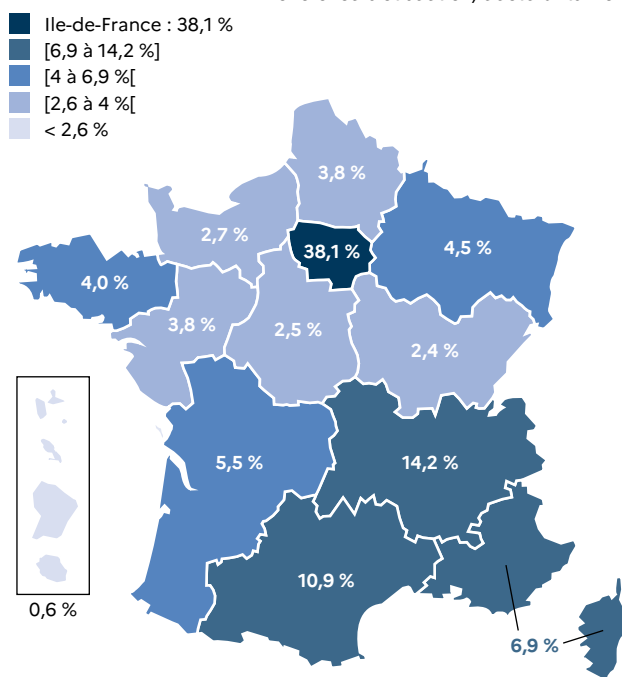 Ile-de-France : 38,1 %
[6,9 à 14,2 %]
[4 à 6,9 %[
[2,6 à 4 %[
< 2,6 %
3,8 %
2,7 %
38,1 %
4,5 %
4,0 %
3,8 %
2,5 %
2,4 %
5,5 %
14,2 %
10,9 %
0,6 %
6,9 %